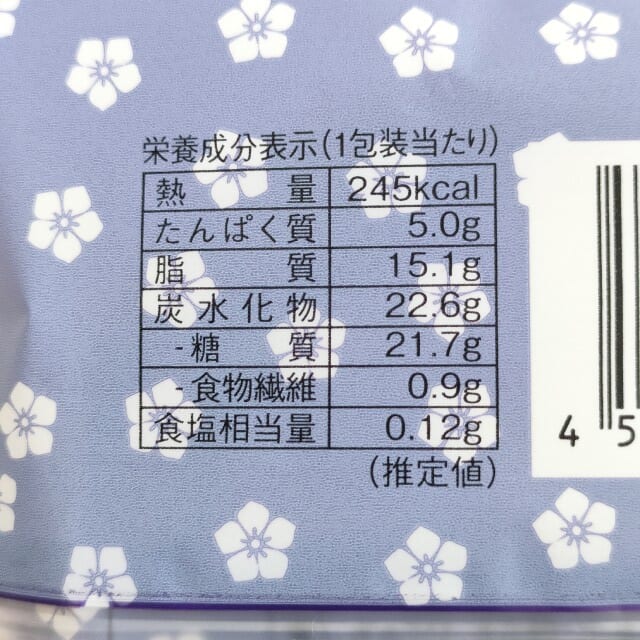 栄養成分表示(1包装当たり)
熱量 245kcal
たんぱく質 5.0g
脂質 15.1g
炭水化物 22.6g
-糖質 21.7g
-食物繊維 0.9g
食塩相当量 0.12g
(推定値)
4 5